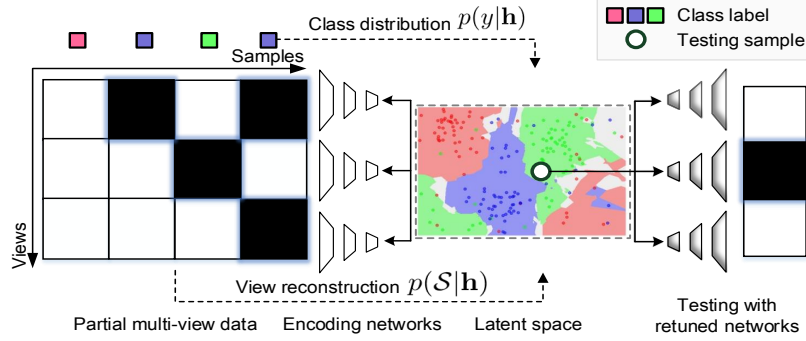 Class distribution p(y|h)
Class label
Testing sample
Samples
Views
View reconstruction p(S|h)
Partial multi-view data
Encoding networks
Latent space
Testing with
retuned networks